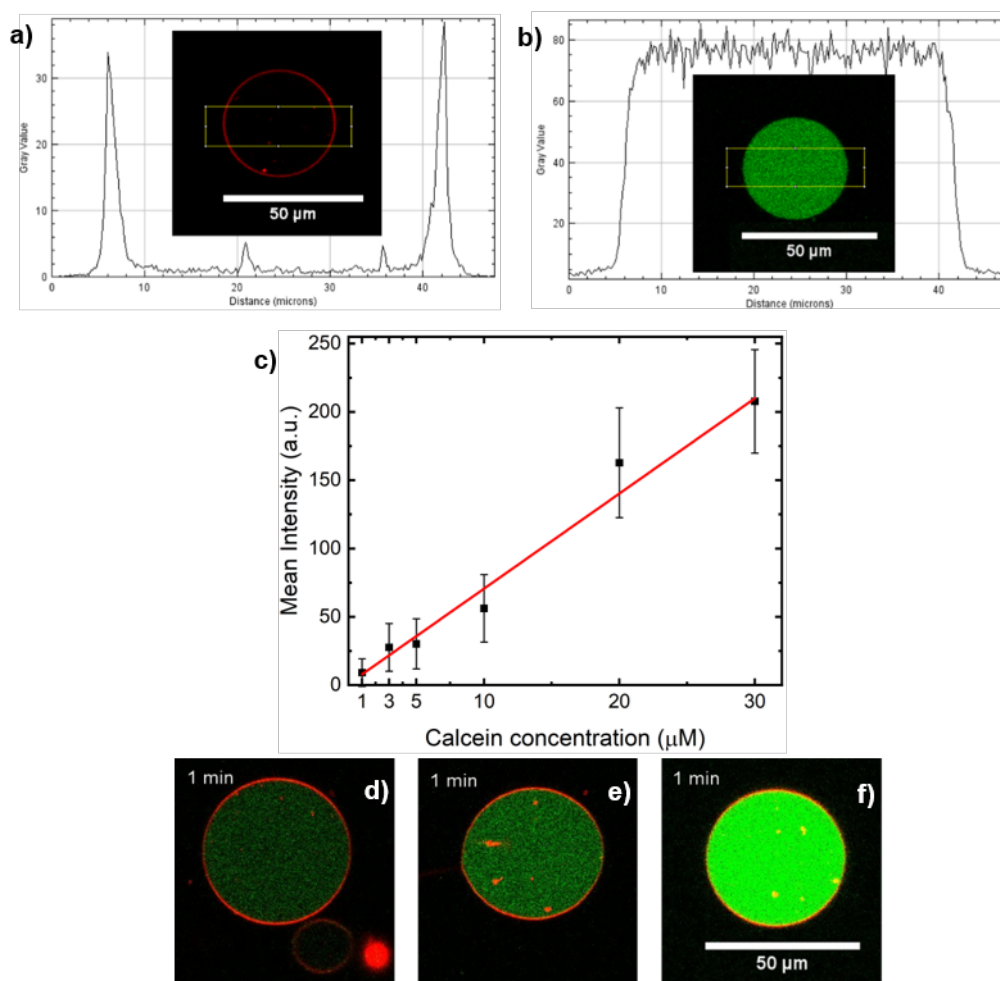 a)
30
20
10
0
Gray Value
50 µm
0 10 20 30 40
Distance (microns)
b)
80
60
40
20
Gray Value
50 µm
0 10 20 30 40
Distance (microns)
c)
250
200
150
100
50
0
Mean Intensity (a.u.)
1 3 5 10 20 30
Calcein concentration (µM)
1 min d)
1 min e)
1 min f)
50 µm